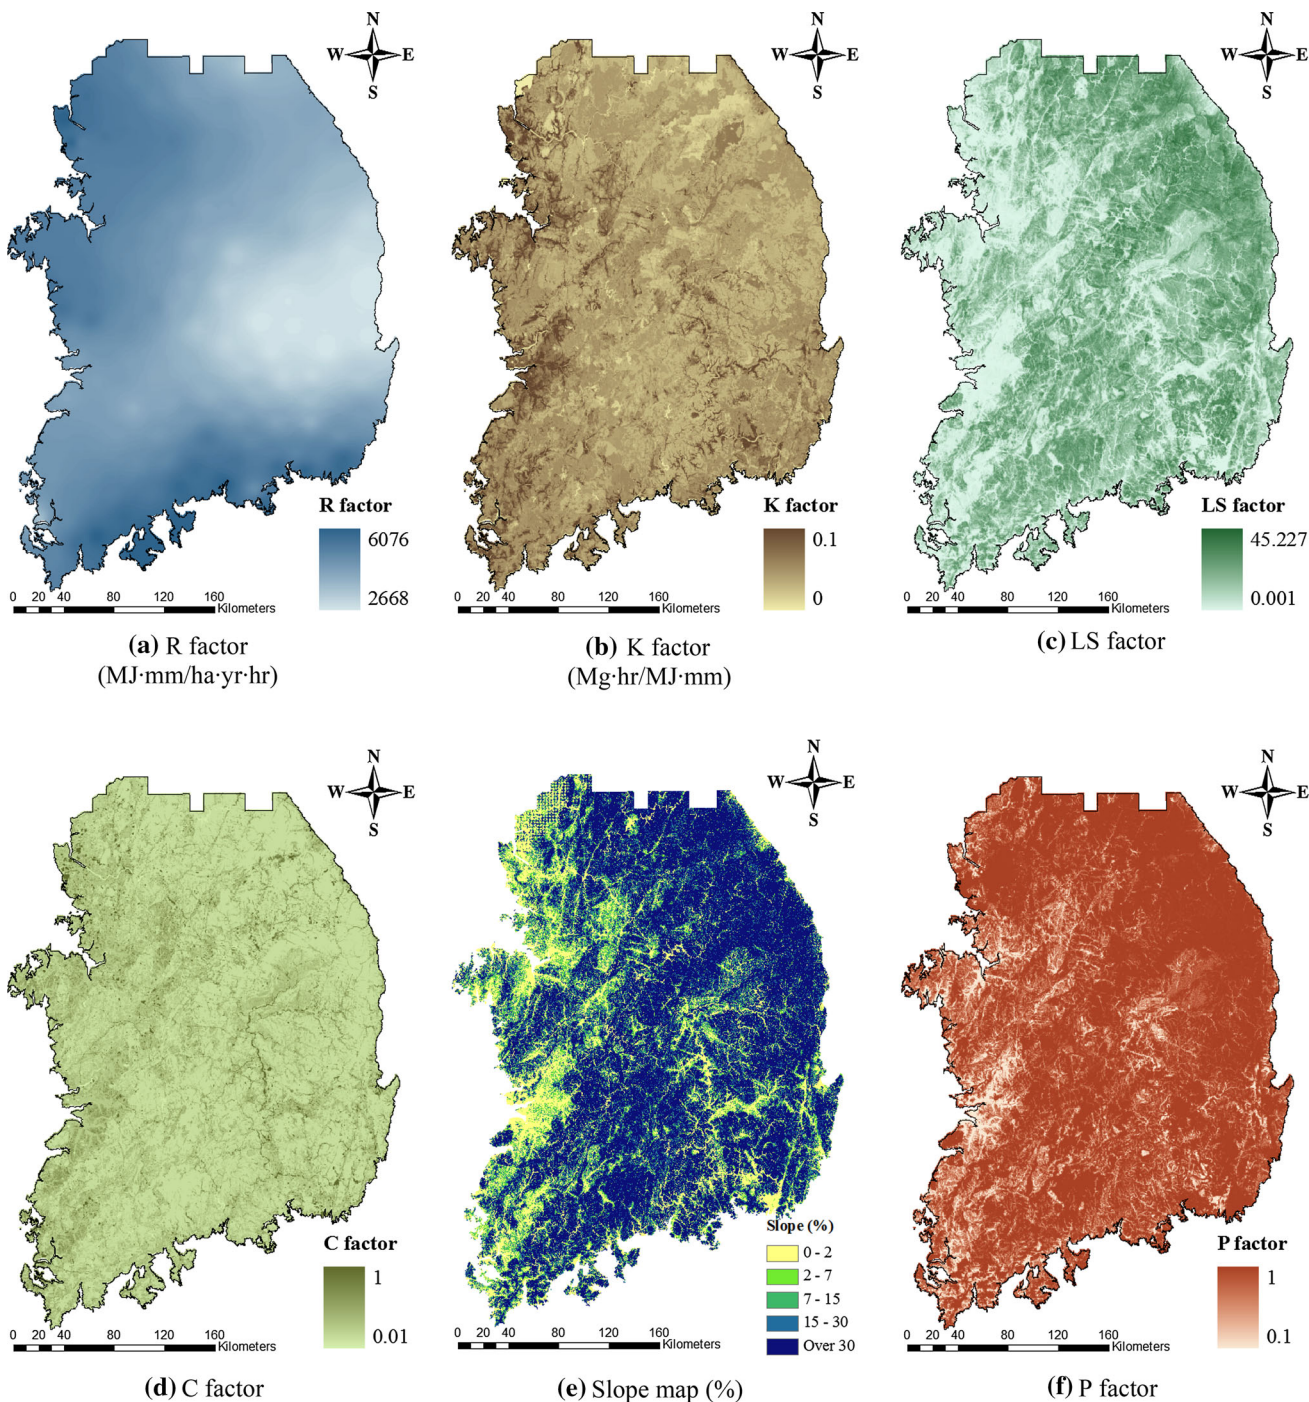 N
W E
S
R factor
6076
2668
0 20 40 80 120 160
Kilometers
(a) R factor
(MJ·mm/ha·yr·hr)
N
W E
S
K factor
0.1
0
0 20 40 80 120 160
Kilometers
(b) K factor
(Mg·hr/MJ·mm)
N
W E
S
LS factor
45.227
0.001
0 20 40 80 120 160
Kilometers
(c) LS factor
N
W E
S
C factor
1
0.01
0 20 40 80 120 160
Kilometers
(d) C factor
N
W E
S
Slope (%)
0 - 2
2 - 7
7 - 15
15 - 30
Over 30
0 20 40 80 120 160
Kilometers
(e) Slope map (%)
N
W E
S
P factor
1
0.1
0 20 40 80 120 160
Kilometers
(f) P factor